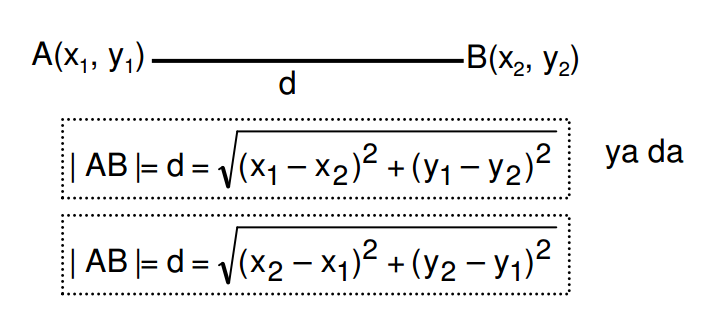 A(x₁, y₁) B(x₂, y₂)
d
| AB |= d = √((x₁ − x₂)² + (y₁ − y₂)²) ya da
| AB |= d = √((x₂ − x₁)² + (y₂ − y₁)²)